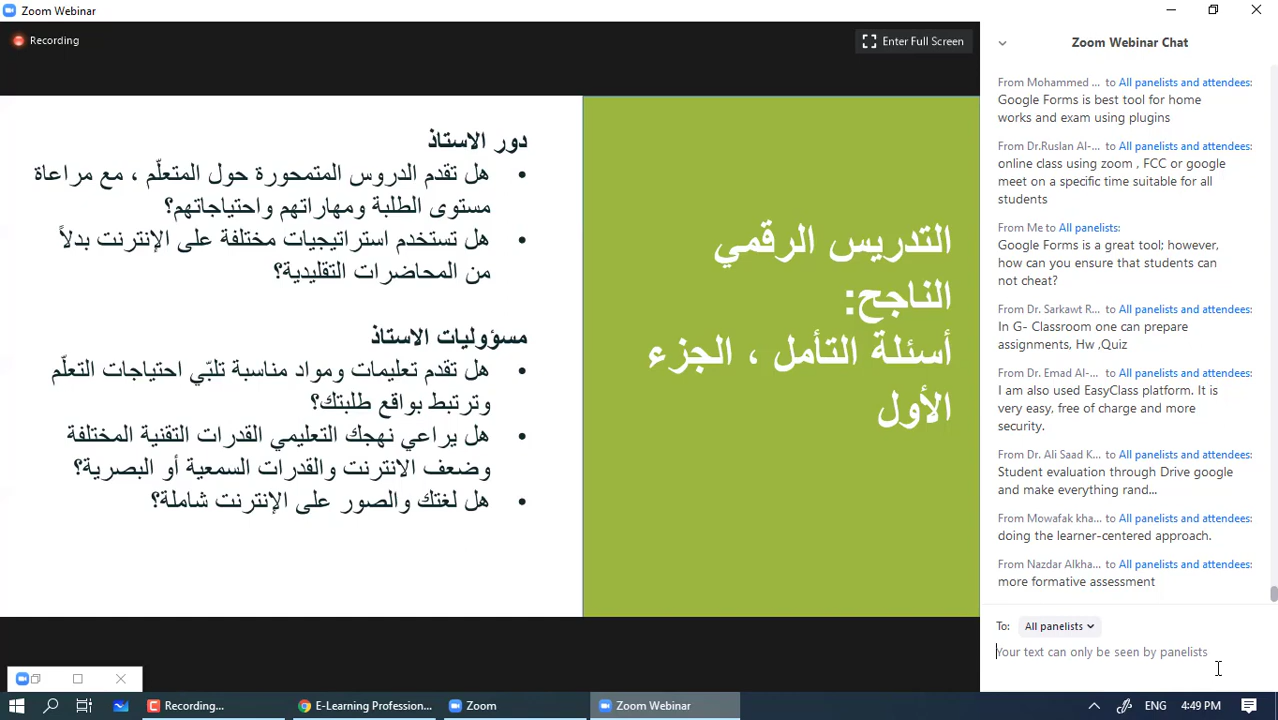 Zoom Webinar
Recording
Enter Full Screen
دور الاستاذ
• هل تقدم الدروس المتمحورة حول المتعلّم ، مع مراعاة
مستوى الطلبة ومهاراتهم واحتياجاتهم؟
• هل تستخدم استراتيجيات مختلفة على الإنترنت بدلاً
من المحاضرات التقليدية؟
مسؤوليات الاستاذ
• هل تقدم تعليمات ومواد مناسبة تلبّي احتياجات التعلّم
وترتبط بواقع طلبتك؟
• هل يراعي نهجك التعليمي القدرات التقنية المختلفة
وضعف الانترنت والقدرات السمعية أو البصرية؟
• هل لغتك والصور على الإنترنت شاملة؟
التدريس الرقمي
الناجح:
أسئلة التأمل ، الجزء
الأول
Zoom Webinar Chat
From Mohammed ... to All panelists and attendees:
Google Forms is best tool for home
works and exam using plugins
From Dr.Ruslan Al-... to All panelists and attendees:
online class using zoom , FCC or google
meet on a specific time suitable for all
students
From Me to All panelists:
Google Forms is a great tool; however,
how can you ensure that students can
not cheat?
From Dr. Sarkawt R... to All panelists and attendees:
In G- Classroom one can prepare
assignments, Hw ,Quiz
From Dr. Emad Al-... to All panelists and attendees:
I am also used EasyClass platform. It is
very easy, free of charge and more
security.
From Dr. Ali Saad K... to All panelists and attendees:
Student evaluation through Drive google
and make everything rand...
From Mowafak kha... to All panelists and attendees:
doing the learner-centered approach.
From Nazdar Alkha... to All panelists and attendees:
more formative assessment
To: All panelists
Your text can only be seen by panelists
Recording...
E-Learning Profession...
Zoom
Zoom Webinar
4:49 PM